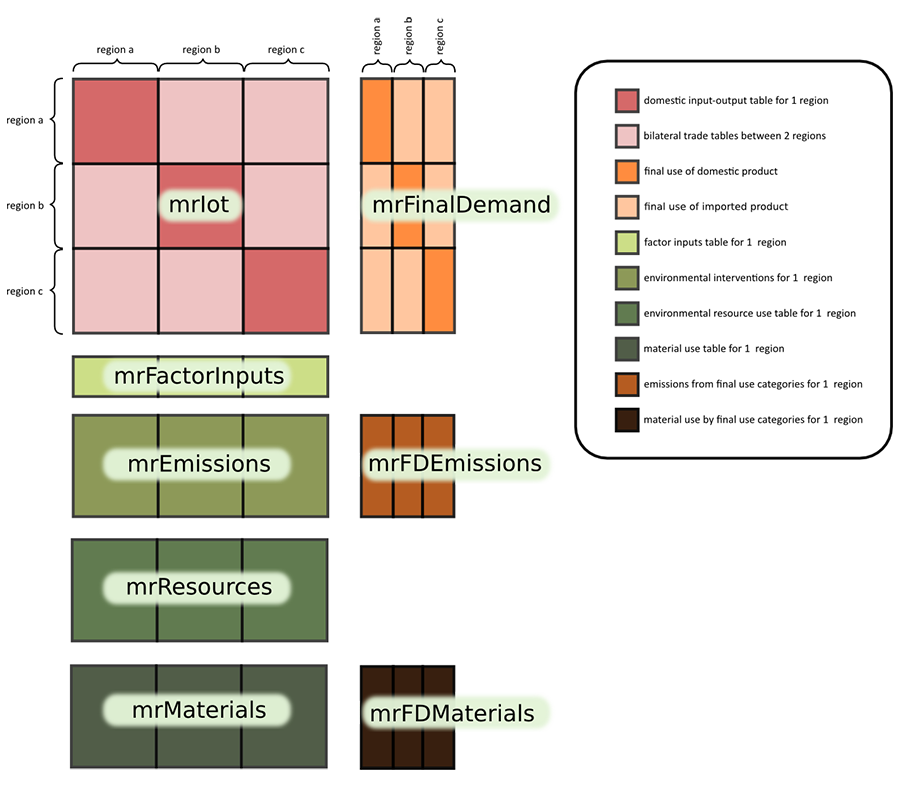 region a
region b
region c
region a
region b
region c
region a
region b
region c
mrIot
mrFinalDemand
mrFactorInputs
mrEmissions
mrFDEmissions
mrResources
mrMaterials
mrFDMaterials
domestic input-output table for 1 region
bilateral trade tables between 2 regions
final use of domestic product
final use of imported product
factor inputs table for 1 region
environmental interventions for 1 region
environmental resource use table for 1 region
material use table for 1 region
emissions from final use categories for 1 region
material use by final use categories for 1 region